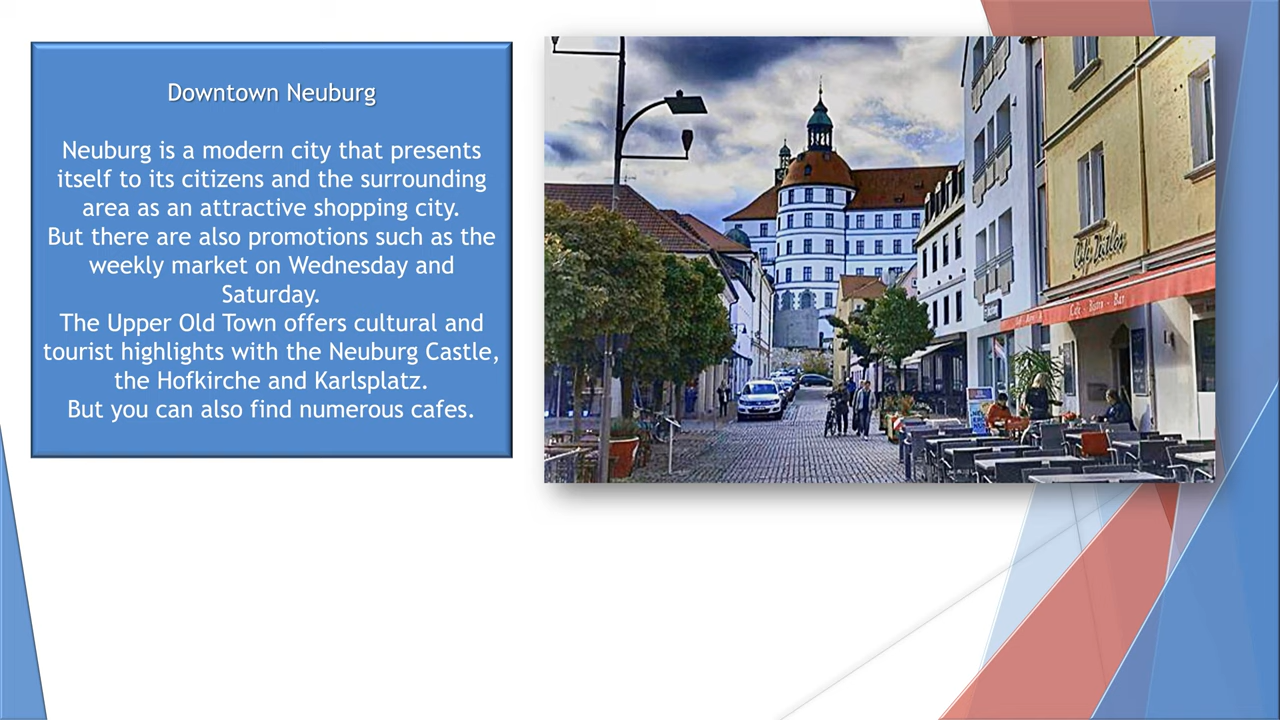 Downtown Neuburg
Neuburg is a modern city that presents
itself to its citizens and the surrounding
area as an attractive shopping city.
But there are also promotions such as the
weekly market on Wednesday and
Saturday.
The Upper Old Town offers cultural and
tourist highlights with the Neuburg Castle,
the Hofkirche and Karlsplatz.
But you can also find numerous cafes.
Cafe - Bistro - Bar